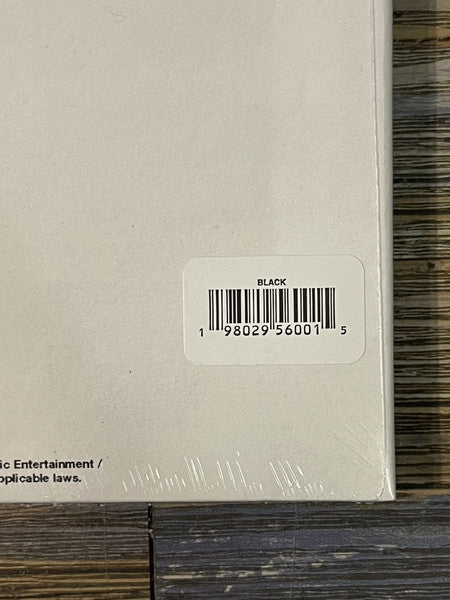 BLACK
1 98029 56001 5
ic Entertainment /
pplicable laws.